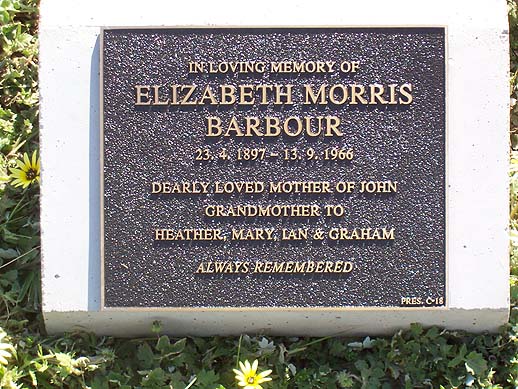 IN LOVING MEMORY OF
ELIZABETH MORRIS
BARBOUR
23. 4. 1897 – 13. 9. 1966
DEARLY LOVED MOTHER OF JOHN
GRANDMOTHER TO
HEATHER, MARY, IAN & GRAHAM
ALWAYS REMEMBERED
PRES. C-18